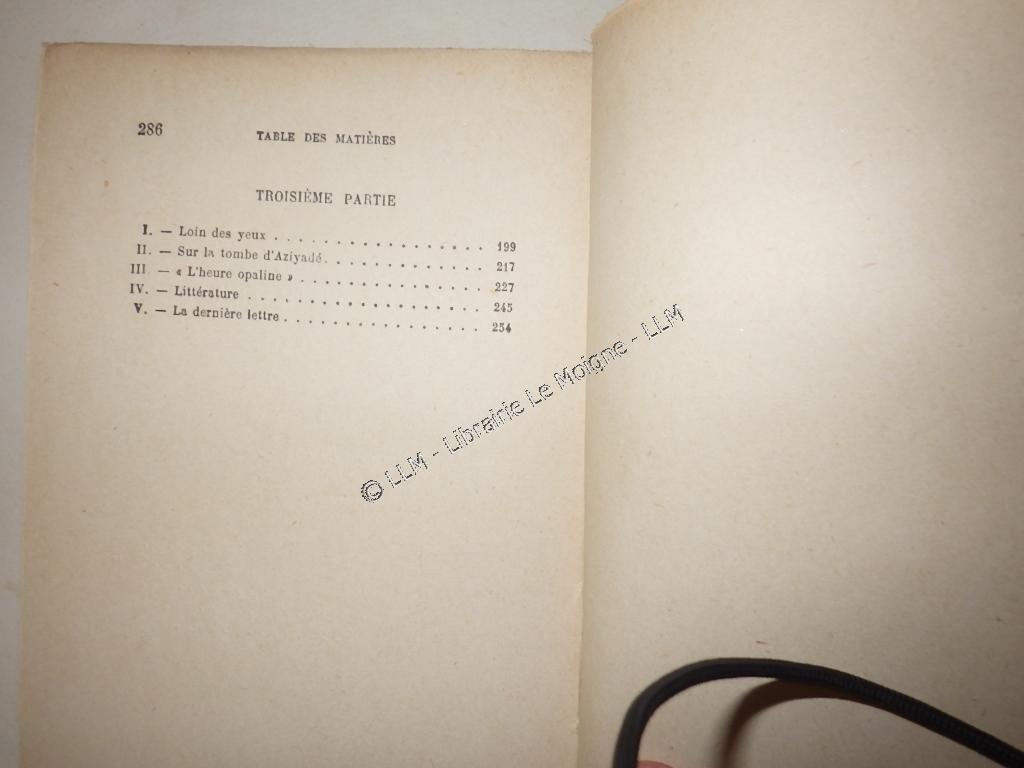 286
TABLE DES MATIÈRES
TROISIÈME PARTIE
I. — Loin des yeux . . . . . . . . . . . . . . . . . . 199
II. — Sur la tombe d'Aziyadé. . . . . . . . . . . . . 217
III. — « L'heure opaline » . . . . . . . . . . . . . . . 227
IV. — Littérature . . . . . . . . . . . . . . . . . . . 245
V. — La dernière lettre . . . . . . . . . . . . . . . . 254
© LLM - Librairie Le Moigne - LLM